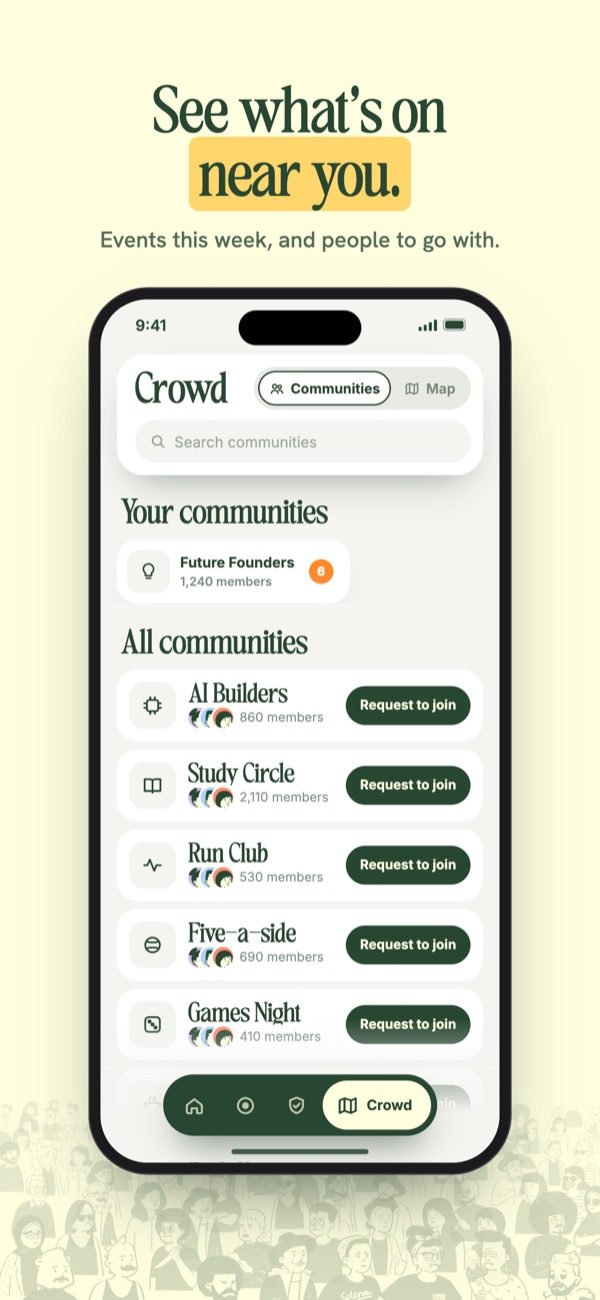 See what's on
near you.
Events this week, and people to go with.
9:41
Crowd
Communities
Map
Search communities
Your communities
Future Founders
6
1,240 members
All communities
AI Builders
860 members
Request to join
Study Circle
2,110 members
Request to join
Run Club
530 members
Request to join
Five-a-side
690 members
Request to join
Games Night
410 members
Request to join
Crowd